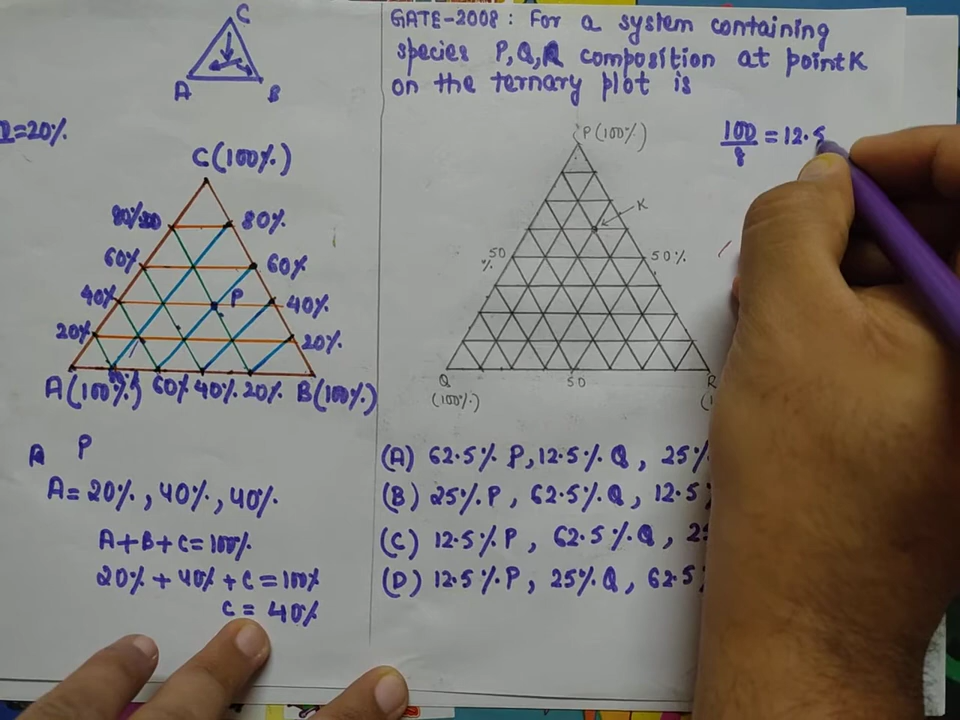 C
A
B
I=20%
C(100%)
80%
80%
60%
60%
40%
P
40%
20%
20%
A(100%)
60% 40% 20%
B(100%)
P
A = 20%, 40%, 40%
A+B+C=100%
20% + 40% + C = 100%
C = 40%
GATE-2008: For a system containing
species P,Q,R composition at point K
on the ternary plot is
100/8 = 12.5
P(100%)
K
50
%
50%
Q
50
R
(100%)
(1
(A) 62.5% P, 12.5% Q, 25%
(B) 25% P, 62.5% Q, 12.5
(C) 12.5% P, 62.5% Q, 2
(D) 12.5% P, 25% Q, 62.5